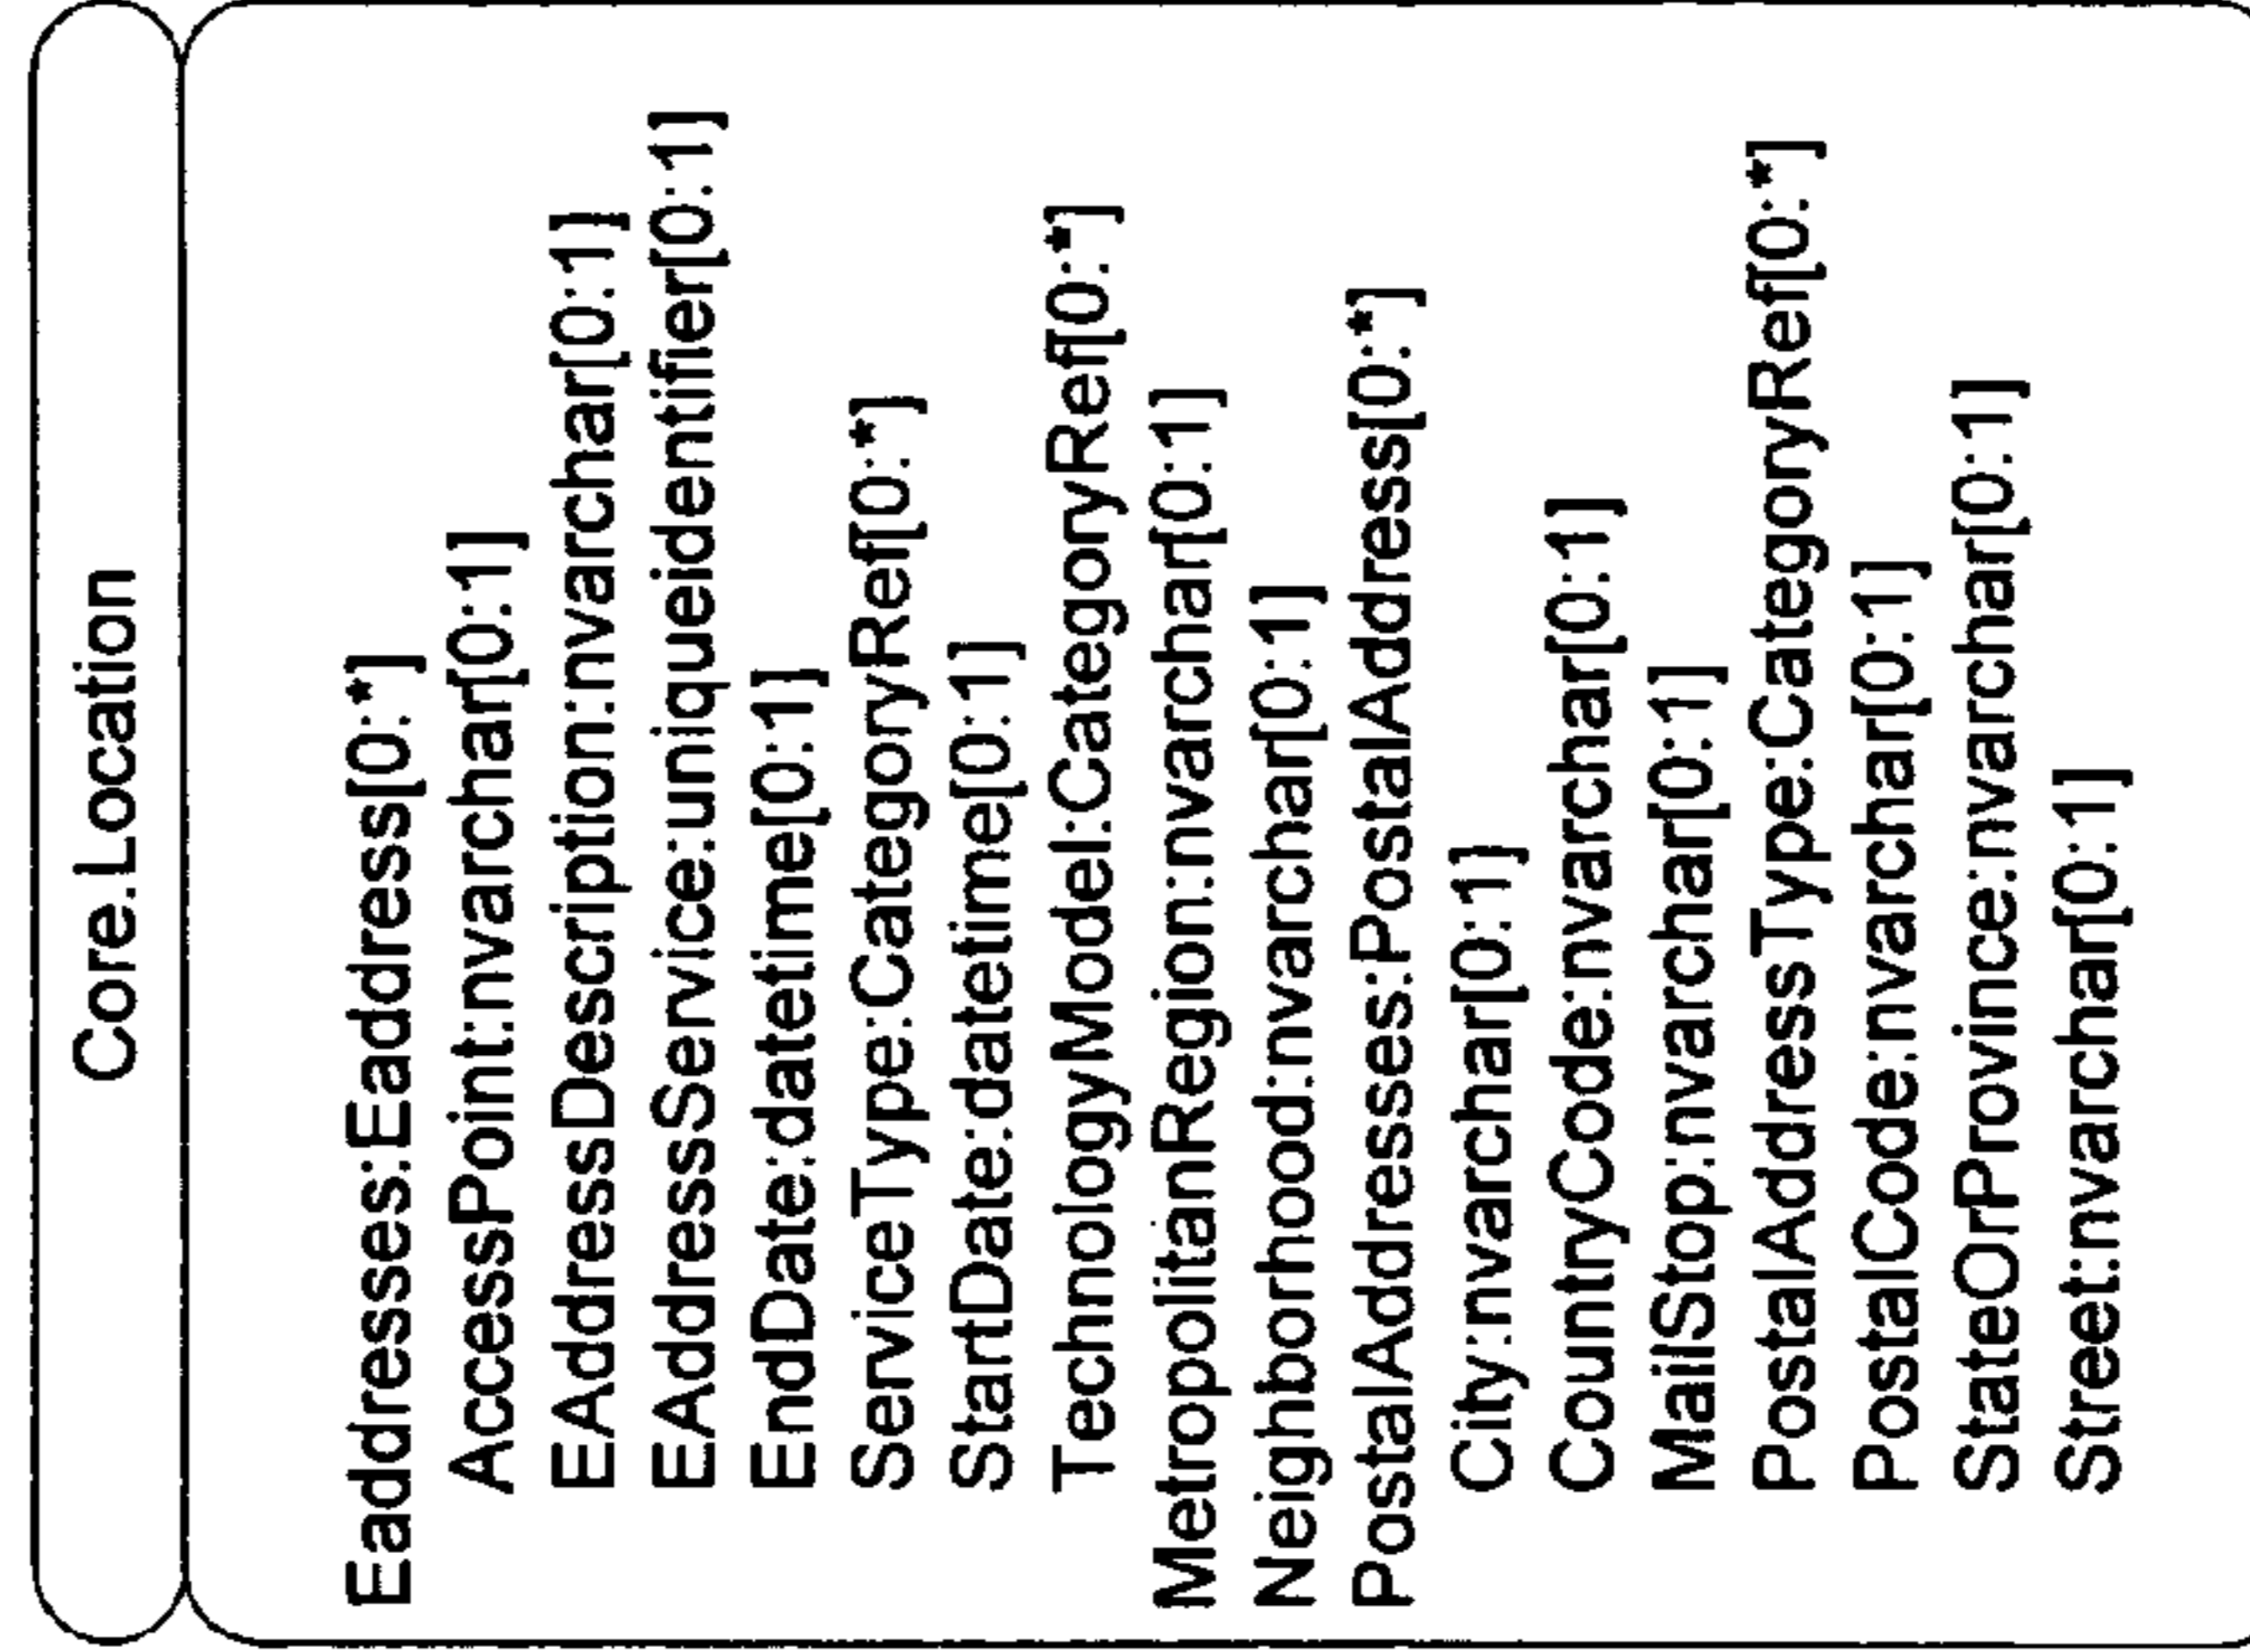 Core.Location
Eaddresses:Eaddress[0:*]
AccessPoint:nvarchar[0:1]
EAddressDescription:nvarchar[0:1]
EAddressService:uniqueidentifier[0:1]
EndDate:datetime[0:1]
ServiceType:CategoryRef[0:*]
StartDate:datetime[0:1]
TechnologyModel:CategoryRef[0:*]
MetropolitanRegion:nvarchar[0:1]
Neighborhood:nvarchar[0:1]
PostalAddresses:PostalAddress[0:*]
City:nvarchar[0:1]
CountryCode:nvarchar[0:1]
MailStop:nvarchar[0:1]
PostalAddressType:CategoryRef[0:*]
PostalCode:nvarchar[0:1]
StateOrProvince:nvarchar[0:1]
Street:nvarchar[0:1]